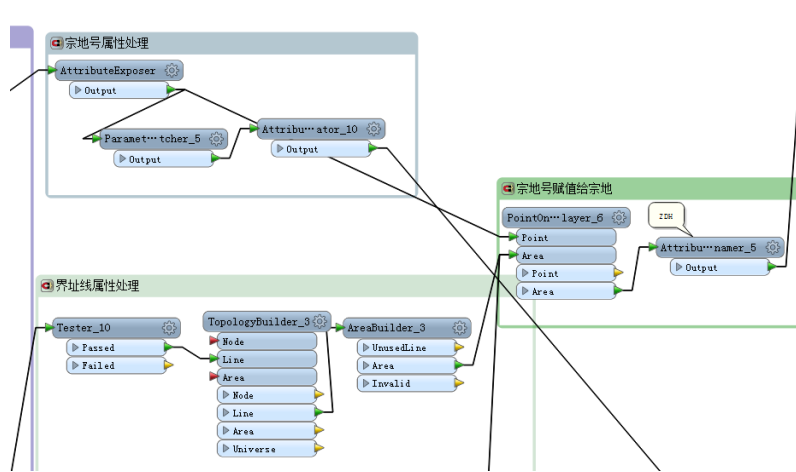 宗地号属性处理
AttributeExposer
Output
Paramet···tcher_5
Output
Attribu···ator_10
Output
宗地号赋值给宗地
PointOn···layer_6
Point
Area
Point
Area
ZDH
Attribu···namer_5
Output
界址线属性处理
Tester_10
Passed
Failed
TopologyBuilder_3
Node
Line
Area
Node
Line
Area
Universe
AreaBuilder_3
UnusedLine
Area
Invalid